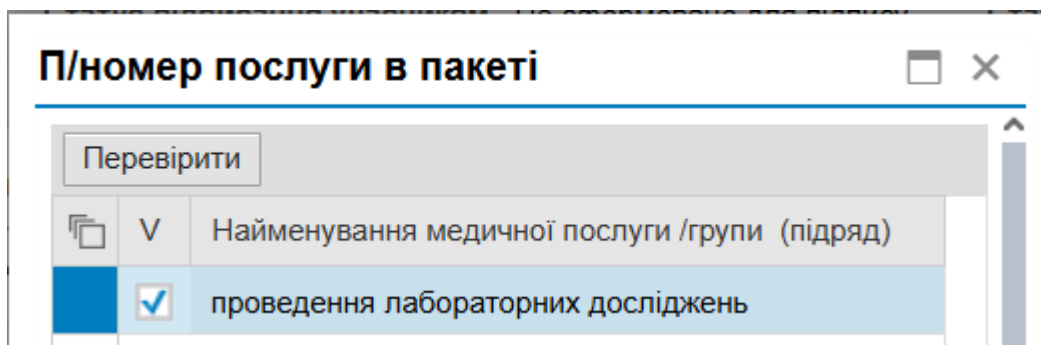 П/номер послуги в пакеті
Перевірити
V Найменування медичної послуги /групи (підряд)
проведення лабораторних досліджень